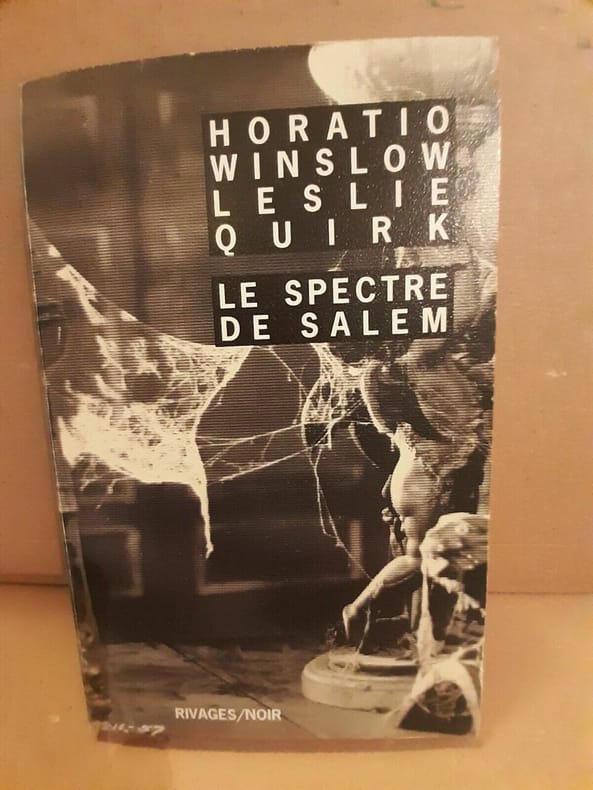 HORATIO
WINSLOW
LESLIE
QUIRK
LE SPECTRE
DE SALEM
RIVAGES/NOIR